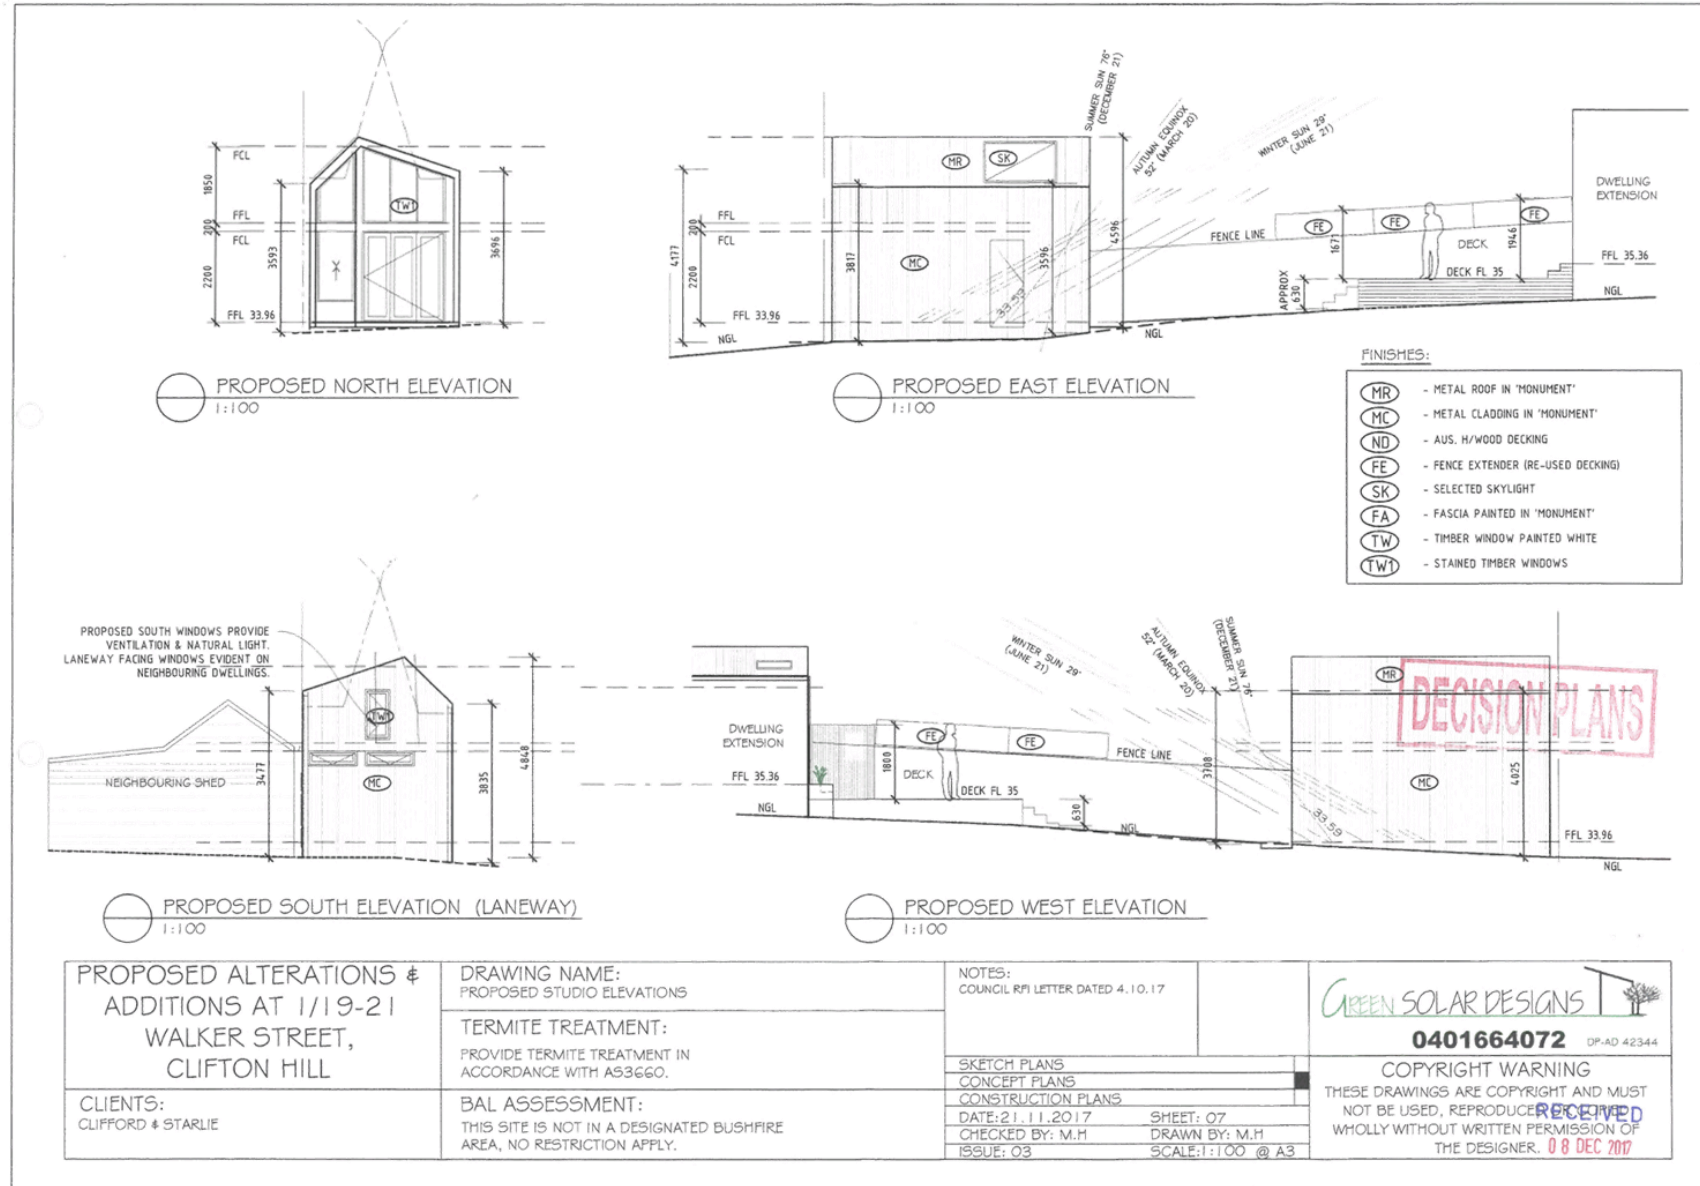 FCL
FFL
FCL
1850
200
2200
3593
3696
TW1
FFL 33.96
PROPOSED NORTH ELEVATION
1:100
SUMMER SUN 76°
(DECEMBER 21)
AUTUMN EQUINOX
52° (MARCH 20)
WINTER SUN 29°
(JUNE 21)
MR
SK
MC
FFL
FCL
4177
200
2200
3817
3596
4596
33.59
FFL 33.96
NGL
NGL
FENCE LINE
FE
FE
FE
1671
1946
DECK
DECK FL 35
APPROX
630
DWELLING
EXTENSION
FFL 35.36
NGL
PROPOSED EAST ELEVATION
1:100
FINISHES:
MR - METAL ROOF IN 'MONUMENT'
MC - METAL CLADDING IN 'MONUMENT'
ND - AUS. H/WOOD DECKING
FE - FENCE EXTENDER (RE-USED DECKING)
SK - SELECTED SKYLIGHT
FA - FASCIA PAINTED IN 'MONUMENT'
TW - TIMBER WINDOW PAINTED WHITE
TW1 - STAINED TIMBER WINDOWS
PROPOSED SOUTH WINDOWS PROVIDE
VENTILATION & NATURAL LIGHT.
LANEWAY FACING WINDOWS EVIDENT ON
NEIGHBOURING DWELLINGS.
NEIGHBOURING SHED
3477
TW1
MC
3835
4848
PROPOSED SOUTH ELEVATION (LANEWAY)
1:100
DWELLING
EXTENSION
FFL 35.36
NGL
FE
FE
1800
DECK
DECK FL 35
630
NGL
FENCE LINE
WINTER SUN 29°
(JUNE 21)
AUTUMN EQUINOX
52° (MARCH 20)
SUMMER SUN 76°
(DECEMBER 21)
3708
33.59
MR
MC
4025
FFL 33.96
NGL
DECISION PLANS
PROPOSED WEST ELEVATION
1:100
PROPOSED ALTERATIONS &
ADDITIONS AT 1/19-21
WALKER STREET,
CLIFTON HILL
CLIENTS:
CLIFFORD & STARLIE
DRAWING NAME:
PROPOSED STUDIO ELEVATIONS
TERMITE TREATMENT:
PROVIDE TERMITE TREATMENT IN
ACCORDANCE WITH AS3660.
BAL ASSESSMENT:
THIS SITE IS NOT IN A DESIGNATED BUSHFIRE
AREA, NO RESTRICTION APPLY.
NOTES:
COUNCIL RFI LETTER DATED 4.10.17
SKETCH PLANS
CONCEPT PLANS
CONSTRUCTION PLANS
DATE:21.11.2017 SHEET: 07
CHECKED BY: M.H DRAWN BY: M.H
ISSUE: 03 SCALE:1:100 @ A3
GREEN SOLAR DESIGNS
0401664072 DP-AD 42344
COPYRIGHT WARNING
THESE DRAWINGS ARE COPYRIGHT AND MUST
NOT BE USED, REPRODUCED OR COPIED
WHOLLY WITHOUT WRITTEN PERMISSION OF
THE DESIGNER.
RECEIVED
08 DEC 2017